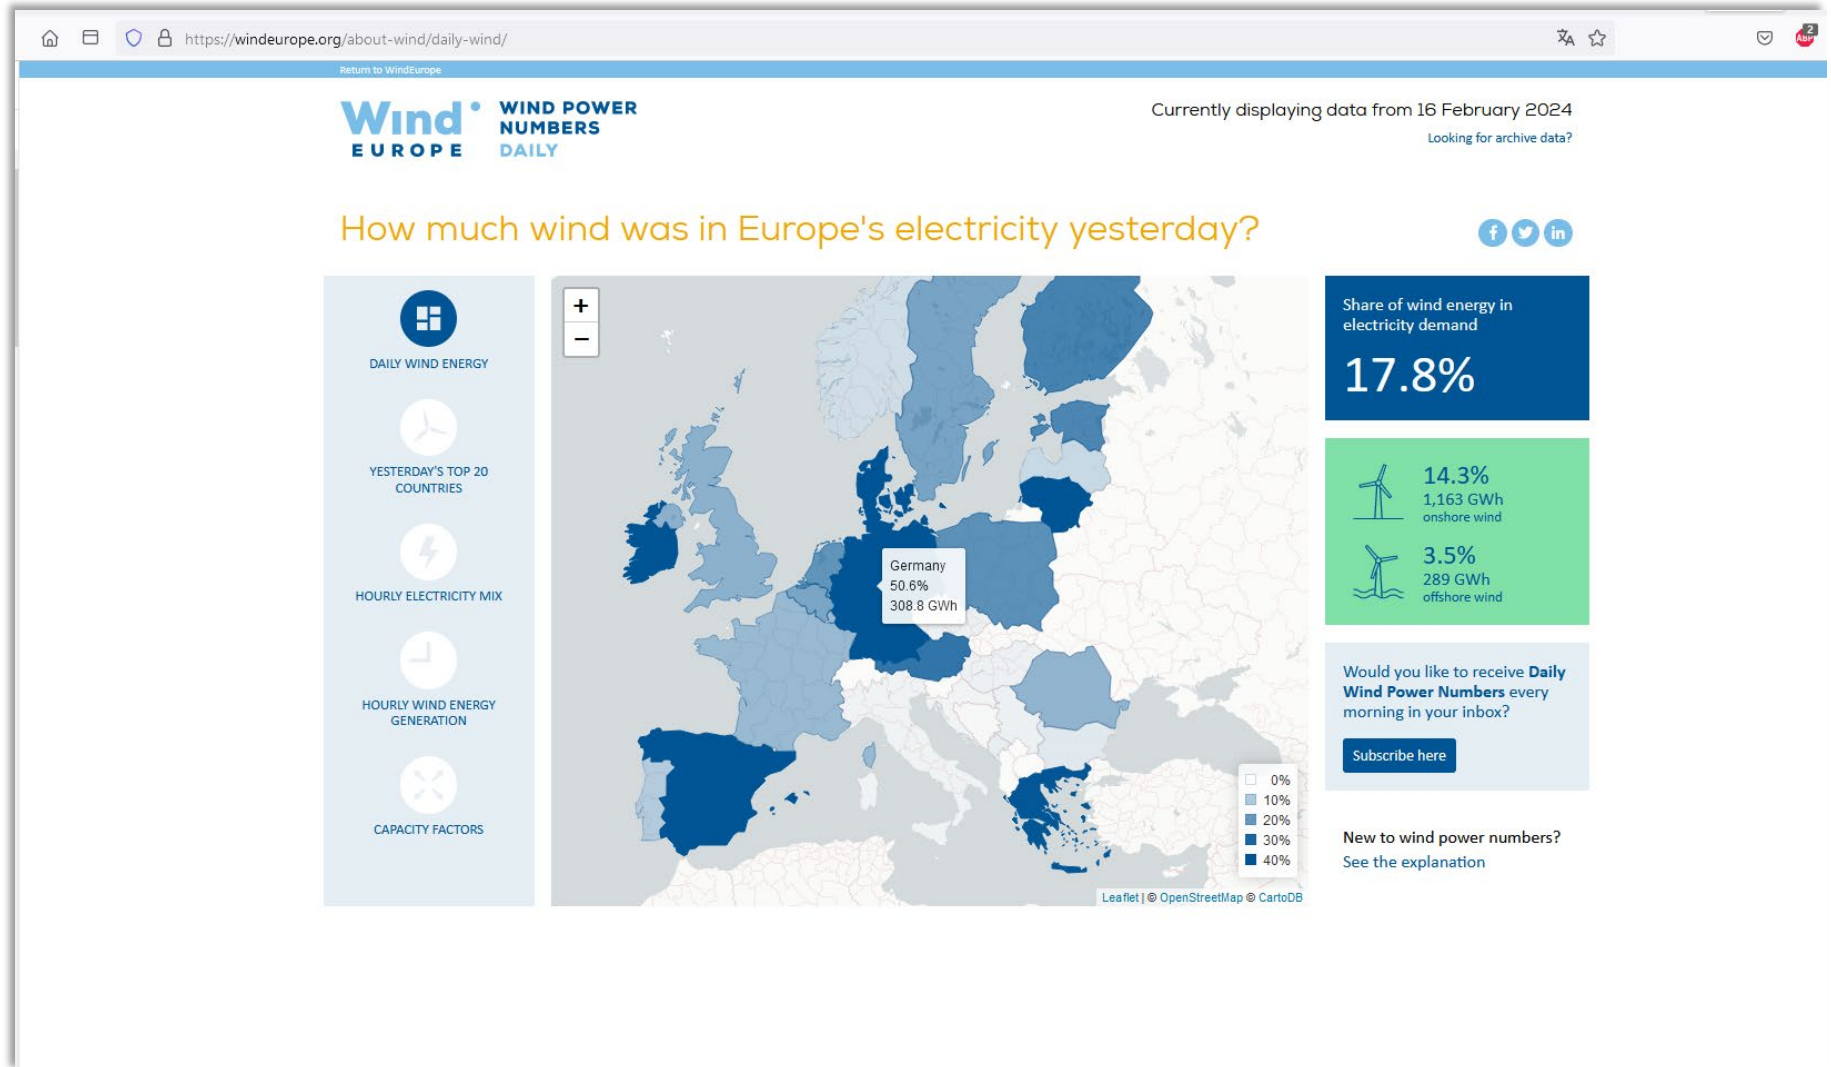 https://windeurope.org/about-wind/daily-wind/
2
ABP
Return to WindEurope
Wind
EUROPE
WIND POWER
NUMBERS
DAILY
Currently displaying data from 16 February 2024
Looking for archive data?
How much wind was in Europe's electricity yesterday?
DAILY WIND ENERGY
YESTERDAY'S TOP 20
COUNTRIES
HOURLY ELECTRICITY MIX
HOURLY WIND ENERGY
GENERATION
CAPACITY FACTORS
+
−
Germany
50.6%
308.8 GWh
0%
10%
20%
30%
40%
Leaflet | © OpenStreetMap © CartoDB
Share of wind energy in
electricity demand
17.8%
14.3%
1,163 GWh
onshore wind
3.5%
289 GWh
offshore wind
Would you like to receive Daily
Wind Power Numbers every
morning in your inbox?
Subscribe here
New to wind power numbers?
See the explanation